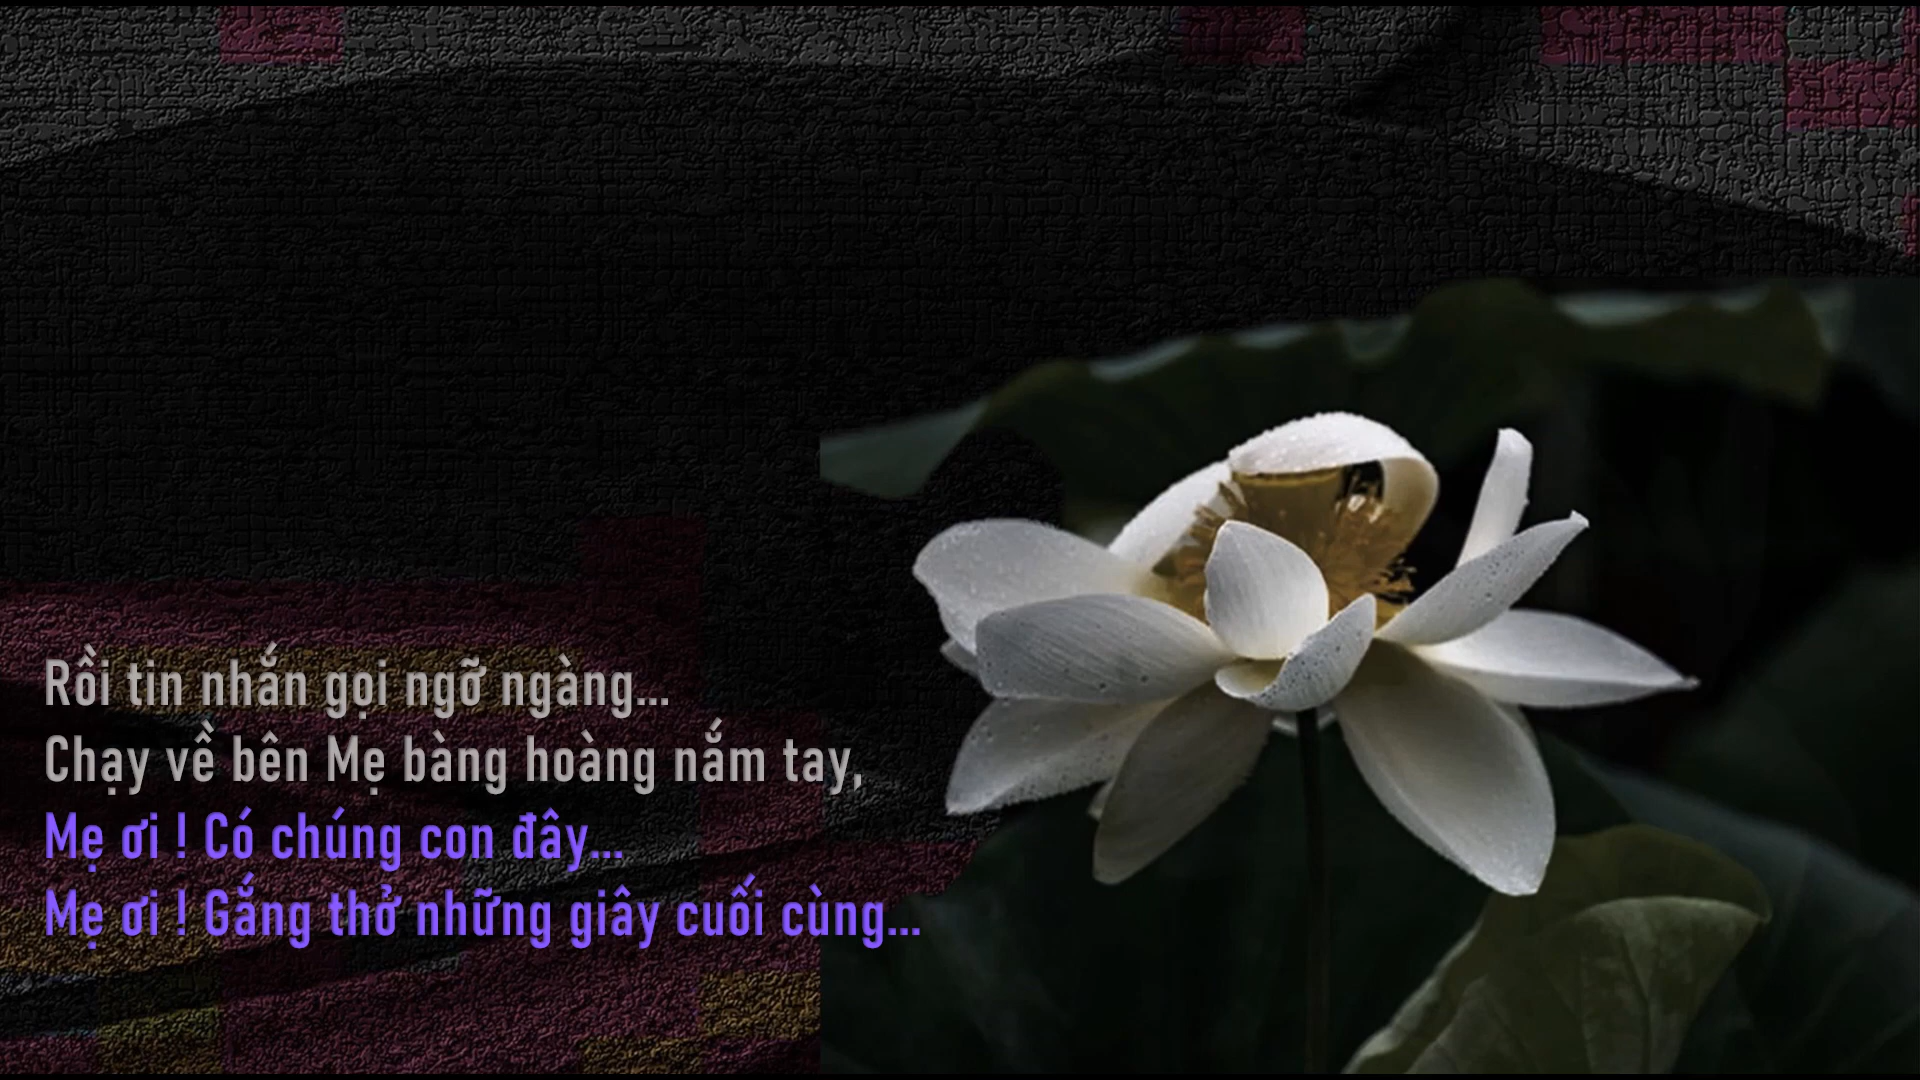 Rồi tin nhắn gọi ngỡ ngàng...
Chạy về bên Mẹ bàng hoàng nắm tay,
Mẹ ơi ! Có chúng con đây...
Mẹ ơi ! Gắng thở những giây cuối cùng...